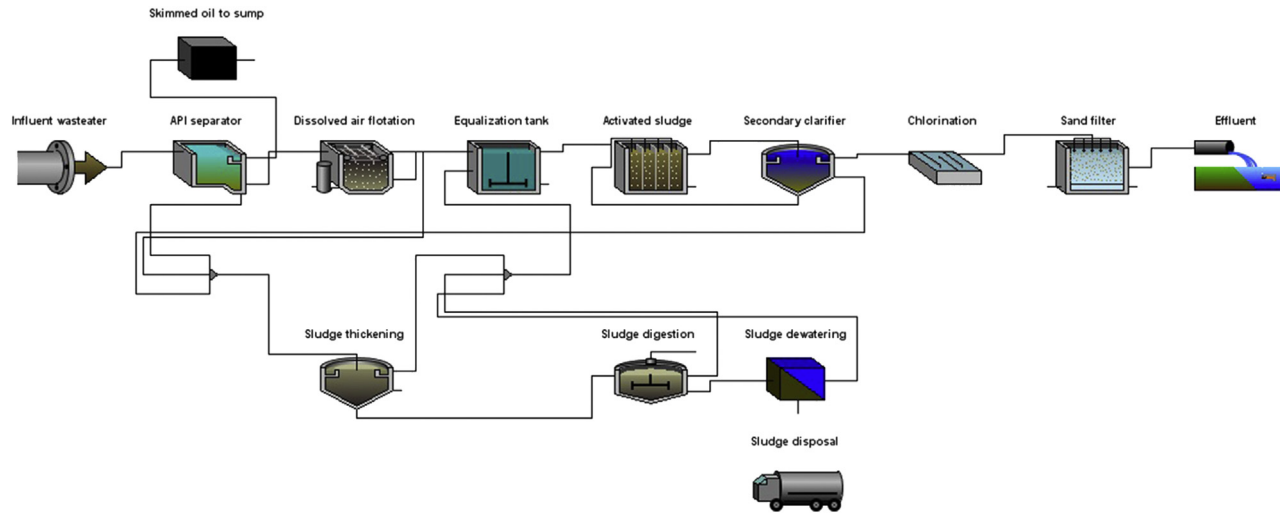 Skimmed oil to sump
Influent wasteater
API separator
Dissolved air flotation
Equalization tank
Activated sludge
Secondary clarifier
Chlorination
Sand filter
Effluent
Sludge thickening
Sludge digestion
Sludge dewatering
Sludge disposal